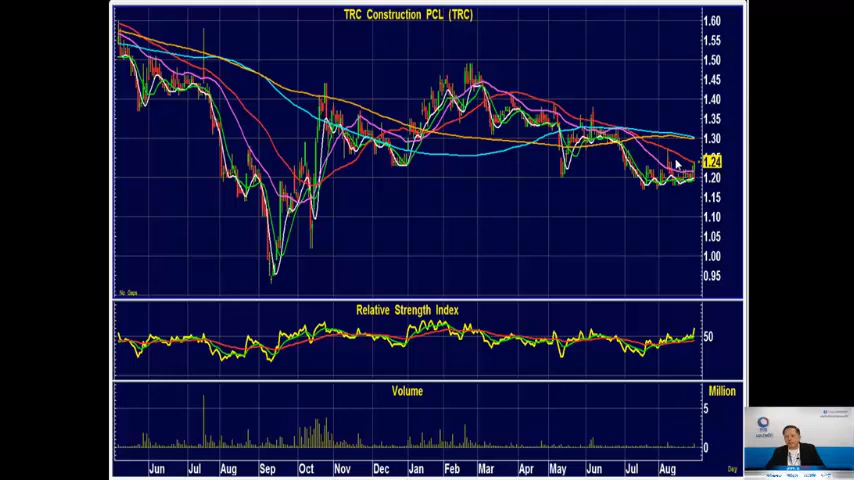 TRC Construction PCL (TRC)
1.60
1.55
1.50
1.45
1.40
1.35
1.30
1.24
1.20
1.15
1.10
1.05
1.00
0.95
No Gaps
Relative Strength Index
50
Volume
Million
5
0
Jun Jul Aug Sep Oct Nov Dec Jan Feb Mar Apr May Jun Jul Aug Day